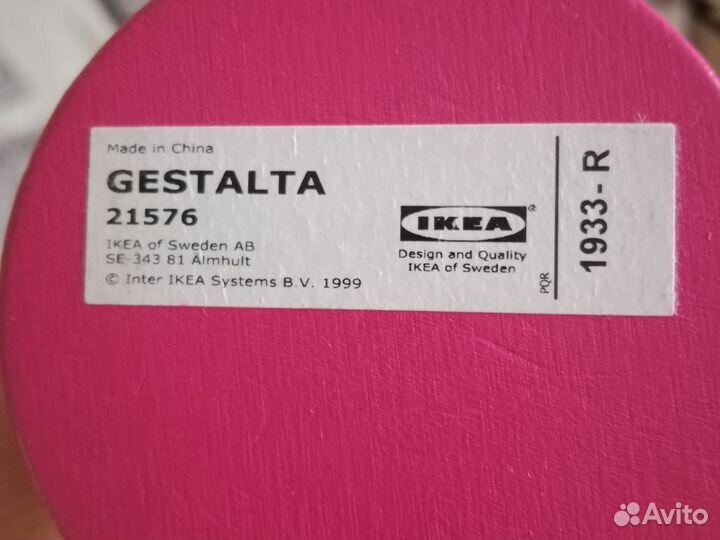 Made in China
GESTALTA
21576
IKEA of Sweden AB
SE-343 81 Älmhult
© Inter IKEA Systems B.V. 1999
IKEA®
Design and Quality
IKEA of Sweden
PQR
1933-R
Avito